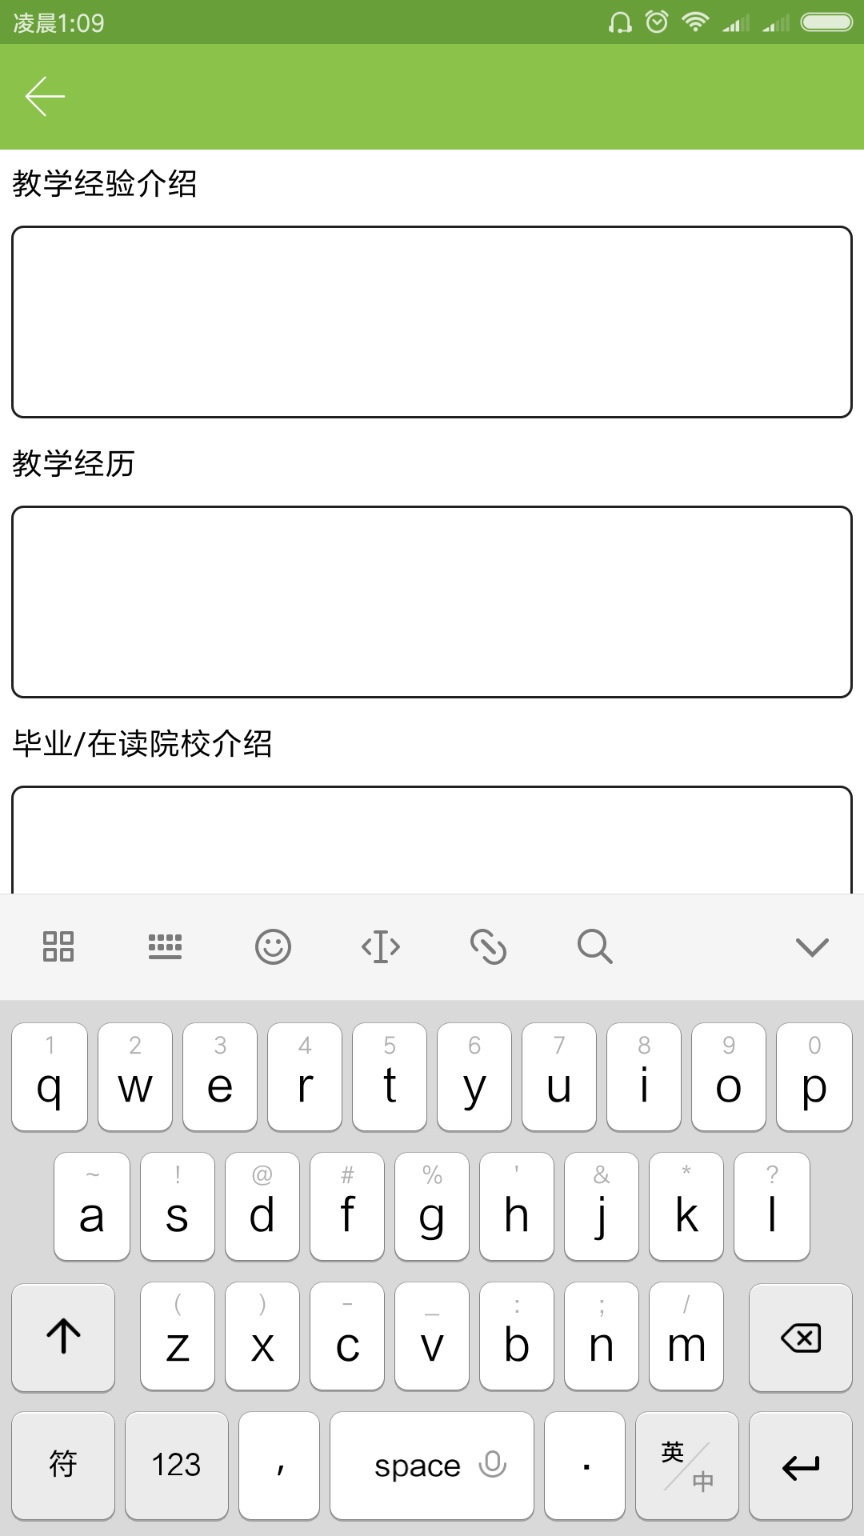 凌晨1:09
教学经验介绍
教学经历
毕业/在读院校介绍
1 2 3 4 5 6 7 8 9 0
q w e r t y u i o p
~ ! @ # % ' & * ?
a s d f g h j k l
( ) - _ : ; /
z x c v b n m
符 123 , space . 英/中